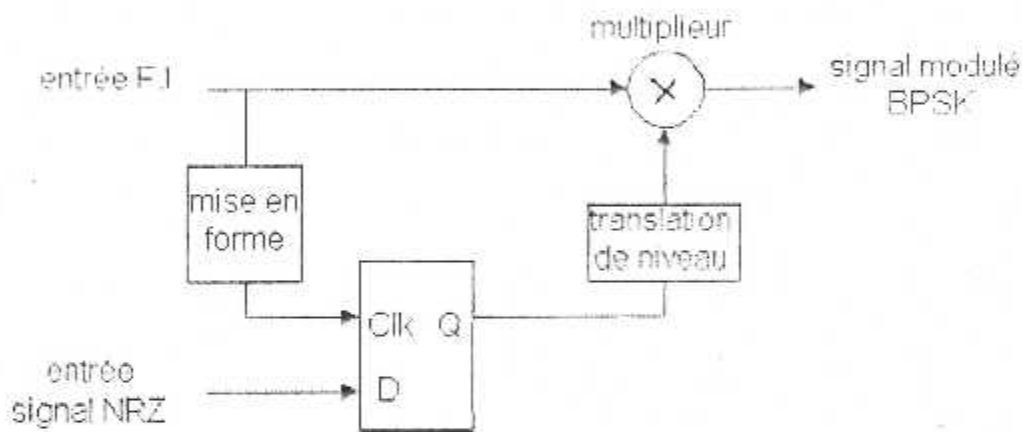 multiplieur
entrée F.I
×
signal modulé
BPSK
mise en
forme
translation
de niveau
Clk Q
D
entrée
signal NRZ